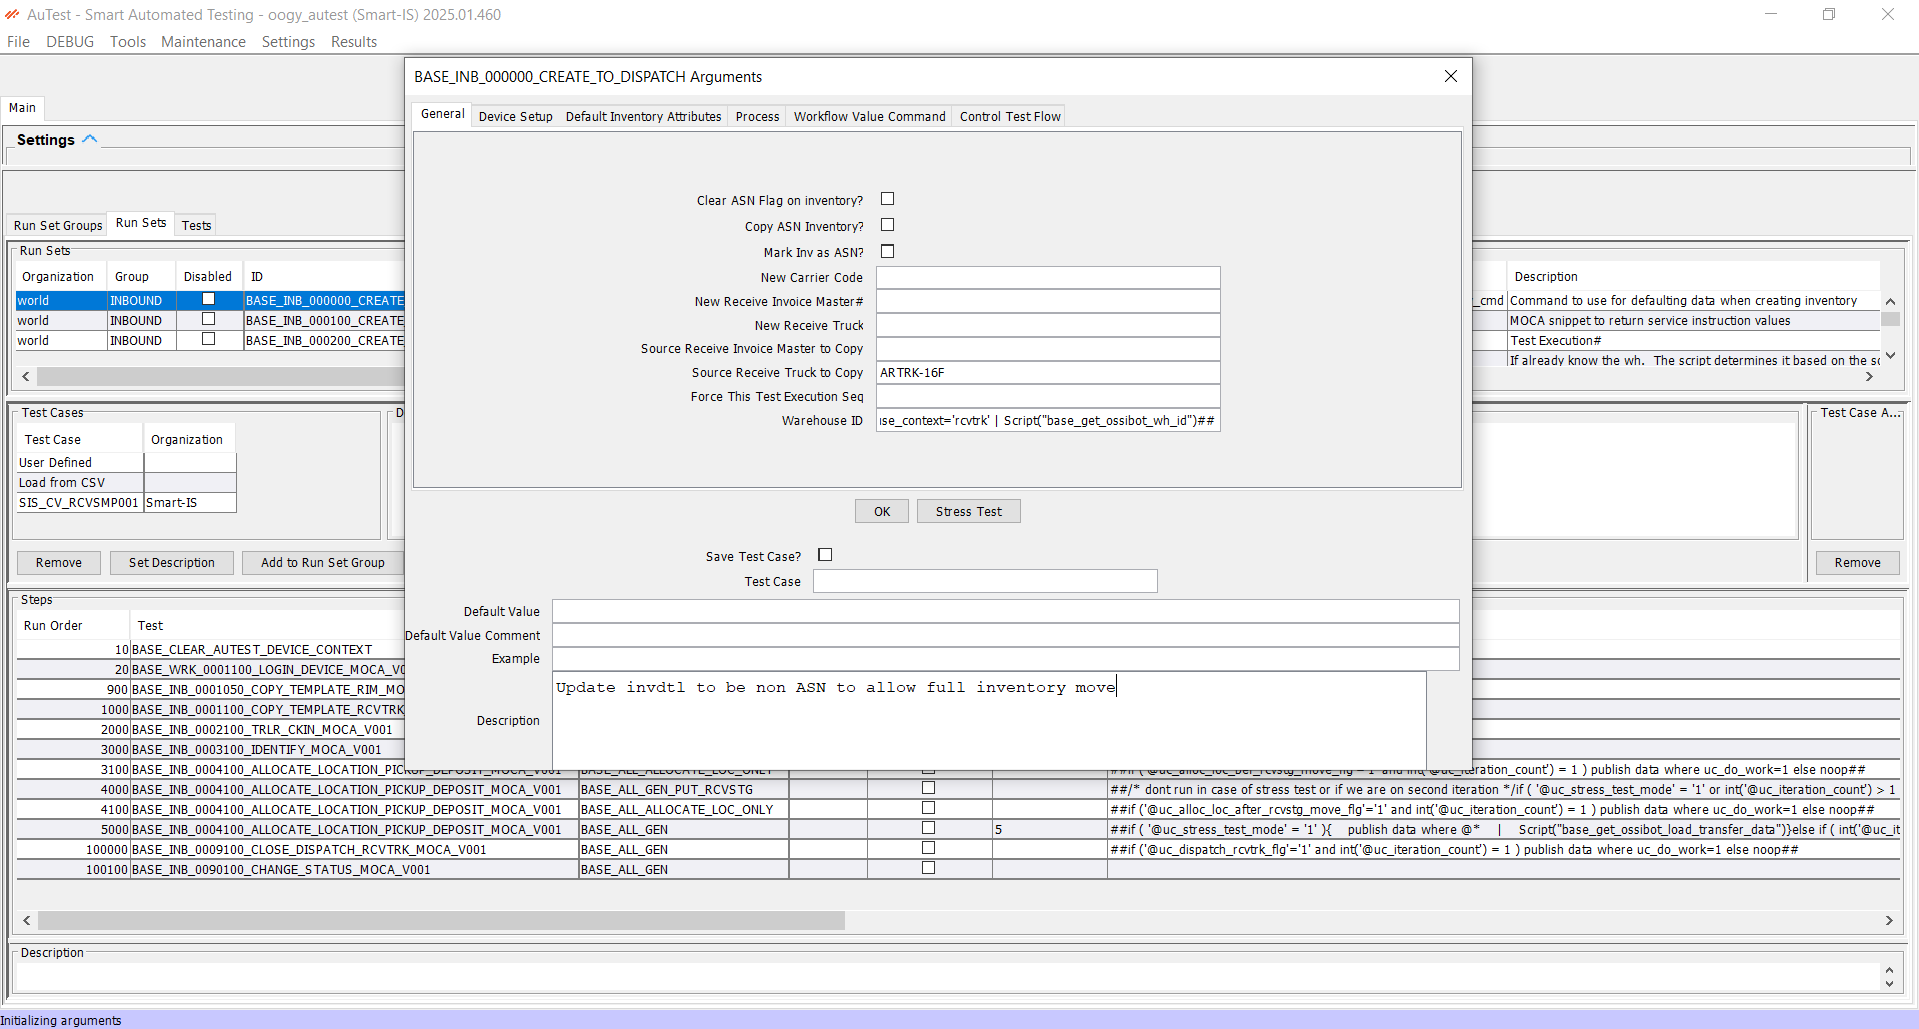 AuTest - Smart Automated Testing - oogy_autest (Smart-IS) 2025.01.460
File DEBUG Tools Maintenance Settings Results
Main
Settings
Run Set Groups Run Sets Tests
Run Sets
Organization Group Disabled ID
world INBOUND BASE_INB_000000_CREATE
world INBOUND BASE_INB_000100_CREATE
world INBOUND BASE_INB_000200_CREATE
Description
_cmd Command to use for defaulting data when creating inventory
MOCA snippet to return service instruction values
Test Execution#
If already know the wh. The script determines it based on the
Test Cases
Test Case Organization
User Defined
Load from CSV
SIS_CV_RCVSMP001 Smart-IS
D
Test Case A...
Remove Set Description Add to Run Set Group
Remove
BASE_INB_000000_CREATE_TO_DISPATCH Arguments
General Device Setup Default Inventory Attributes Process Workflow Value Command Control Test Flow
Clear ASN Flag on inventory?
Copy ASN Inventory?
Mark Inv as ASN?
New Carrier Code
New Receive Invoice Master#
New Receive Truck
Source Receive Invoice Master to Copy
Source Receive Truck to Copy ARTRK-16F
Force This Test Execution Seq
Warehouse ID se_context='rcvtrk' | Script("base_get_ossibot_wh_id")##
OK Stress Test
Save Test Case?
Test Case
Default Value
Default Value Comment
Example
Description Update invdtl to be non ASN to allow full inventory move
Steps
Run Order Test
10 BASE_CLEAR_AUTEST_DEVICE_CONTEXT
20 BASE_WRK_0001100_LOGIN_DEVICE_MOCA_V0
900 BASE_INB_0001050_COPY_TEMPLATE_RIM_MO
1000 BASE_INB_0001100_COPY_TEMPLATE_RCVTRK
2000 BASE_INB_0002100_TRLR_CKIN_MOCA_V001
3000 BASE_INB_0003100_IDENTIFY_MOCA_V001
3100 BASE_INB_0004100_ALLOCATE_LOCATION_PICKUP_DEPOSIT_MOCA_V001 BASE_ALL_ALLOCATE_LOC_ONLY ##if ( '@uc_alloc_loc_bef_rcvstg_move_flg'='1' and int('@uc_iteration_count') = 1 ) publish data where uc_do_work=1 else noop##
4000 BASE_INB_0004100_ALLOCATE_LOCATION_PICKUP_DEPOSIT_MOCA_V001 BASE_ALL_GEN_PUT_RCVSTG ##/* dont run in case of stress test or if we are on second iteration */if ( '@uc_stress_test_mode' = '1' or int('@uc_iteration_count') > 1
4100 BASE_INB_0004100_ALLOCATE_LOCATION_PICKUP_DEPOSIT_MOCA_V001 BASE_ALL_ALLOCATE_LOC_ONLY ##if ('@uc_alloc_loc_after_rcvstg_move_flg'='1' and int('@uc_iteration_count') = 1 ) publish data where uc_do_work=1 else noop##
5000 BASE_INB_0004100_ALLOCATE_LOCATION_PICKUP_DEPOSIT_MOCA_V001 BASE_ALL_GEN 5 ##if ( '@uc_stress_test_mode' = '1' ){ publish data where @* | Script("base_get_ossibot_load_transfer_data")}else if ( int('@uc_it
100000 BASE_INB_0009100_CLOSE_DISPATCH_RCVTRK_MOCA_V001 BASE_ALL_GEN ##if ('@uc_dispatch_rcvtrk_flg'='1' and int('@uc_iteration_count') = 1 ) publish data where uc_do_work=1 else noop##
100100 BASE_INB_0090100_CHANGE_STATUS_MOCA_V001 BASE_ALL_GEN
Description
Initializing arguments